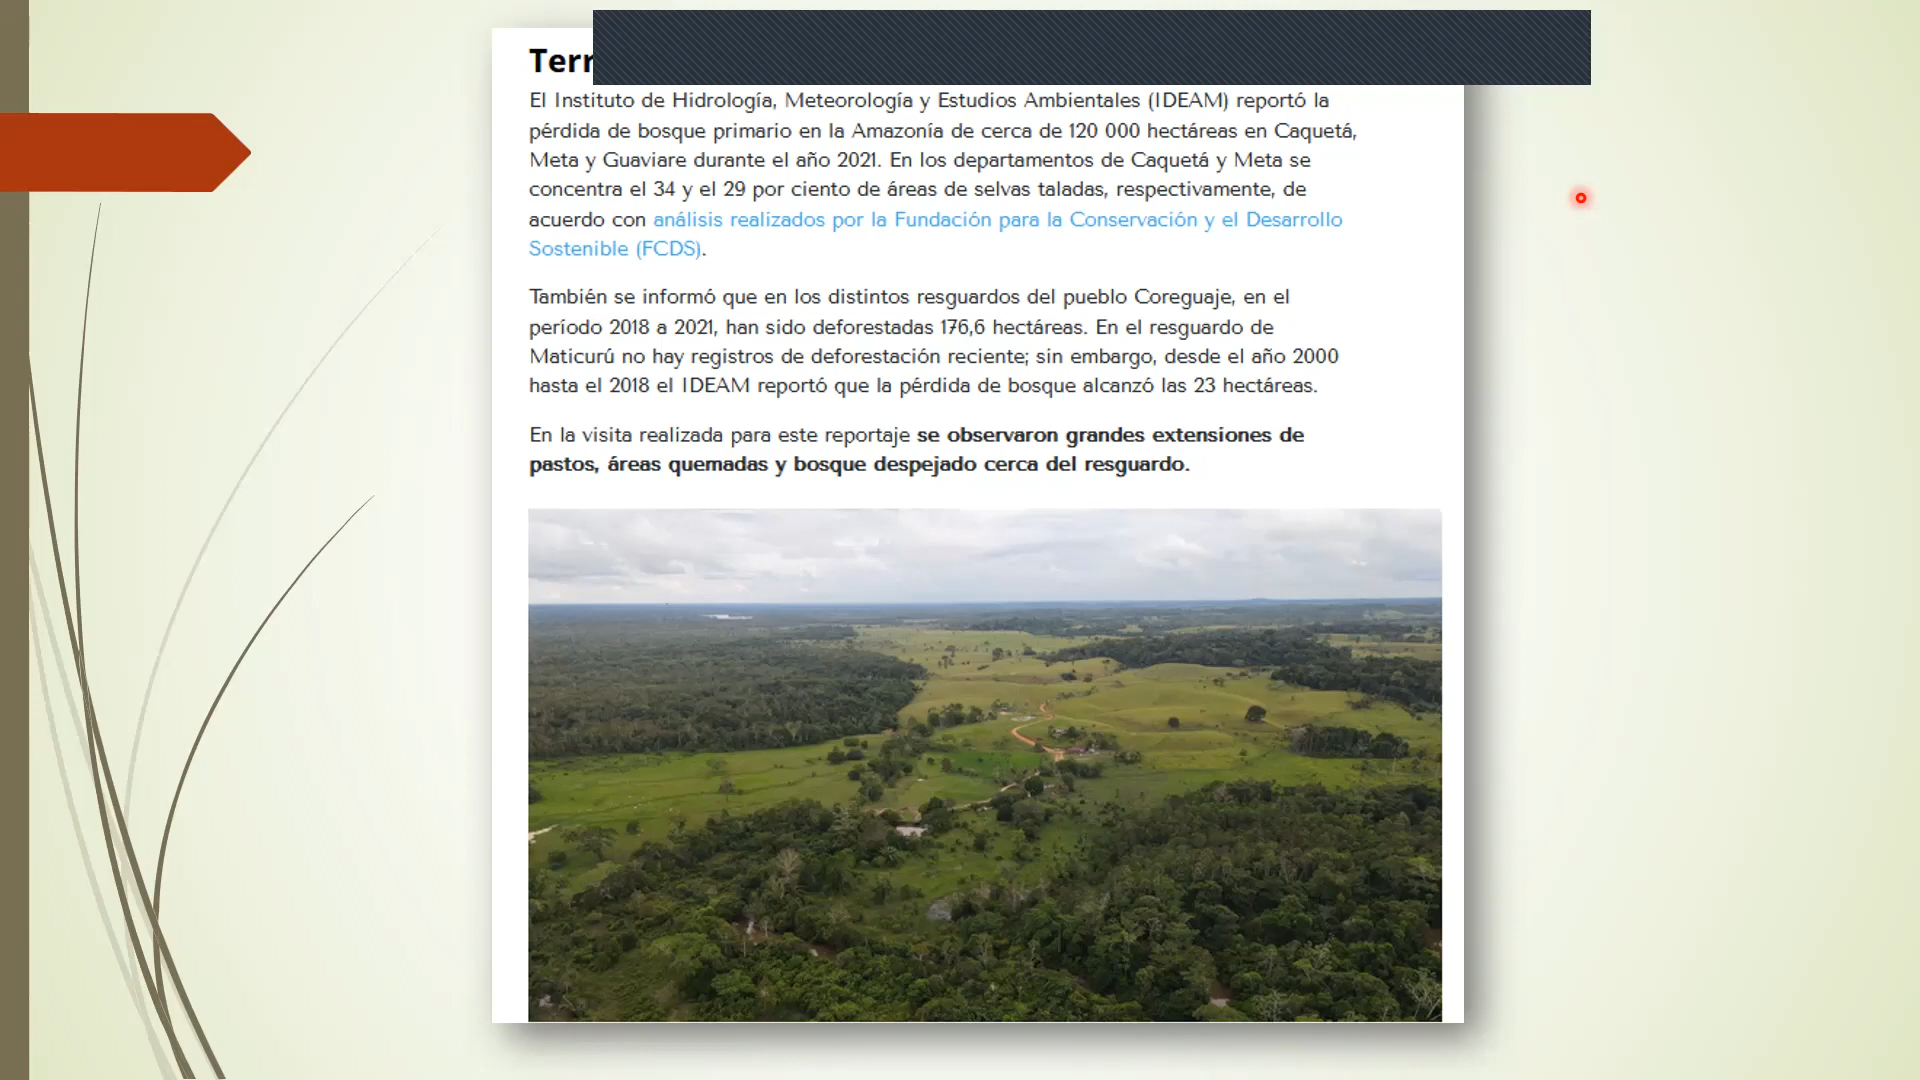 El Instituto de Hidrología, Meteorología y Estudios Ambientales (IDEAM) reportó la
pérdida de bosque primario en la Amazonía de cerca de 120 000 hectáreas en Caquetá,
Meta y Guaviare durante el año 2021. En los departamentos de Caquetá y Meta se
concentra el 34 y el 29 por ciento de áreas de selvas taladas, respectivamente, de
acuerdo con análisis realizados por la Fundación para la Conservación y el Desarrollo
Sostenible (FCDS).
También se informó que en los distintos resguardos del pueblo Coreguaje, en el
período 2018 a 2021, han sido deforestadas 176,6 hectáreas. En el resguardo de
Maticurú no hay registros de deforestación reciente; sin embargo, desde el año 2000
hasta el 2018 el IDEAM reportó que la pérdida de bosque alcanzó las 23 hectáreas.
En la visita realizada para este reportaje se observaron grandes extensiones de
pastos, áreas quemadas y bosque despejado cerca del resguardo.